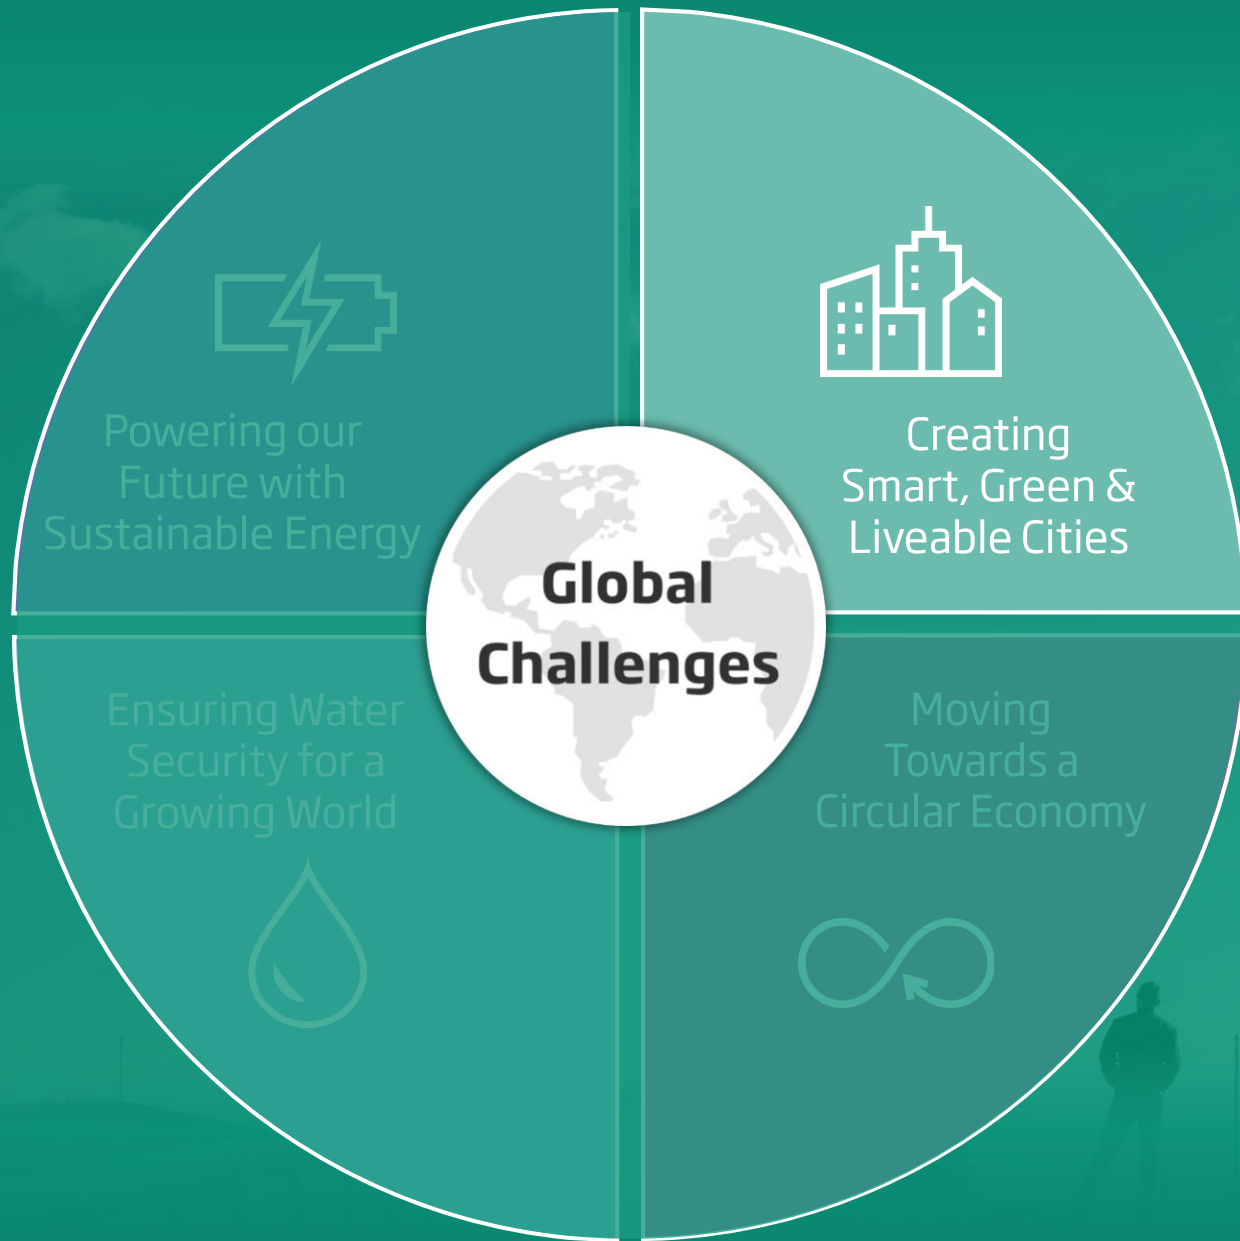 Powering our
Future with
Sustainable Energy
Creating
Smart, Green &
Liveable Cities
Global
Challenges
Ensuring Water
Security for a
Growing World
Moving
Towards a
Circular Economy